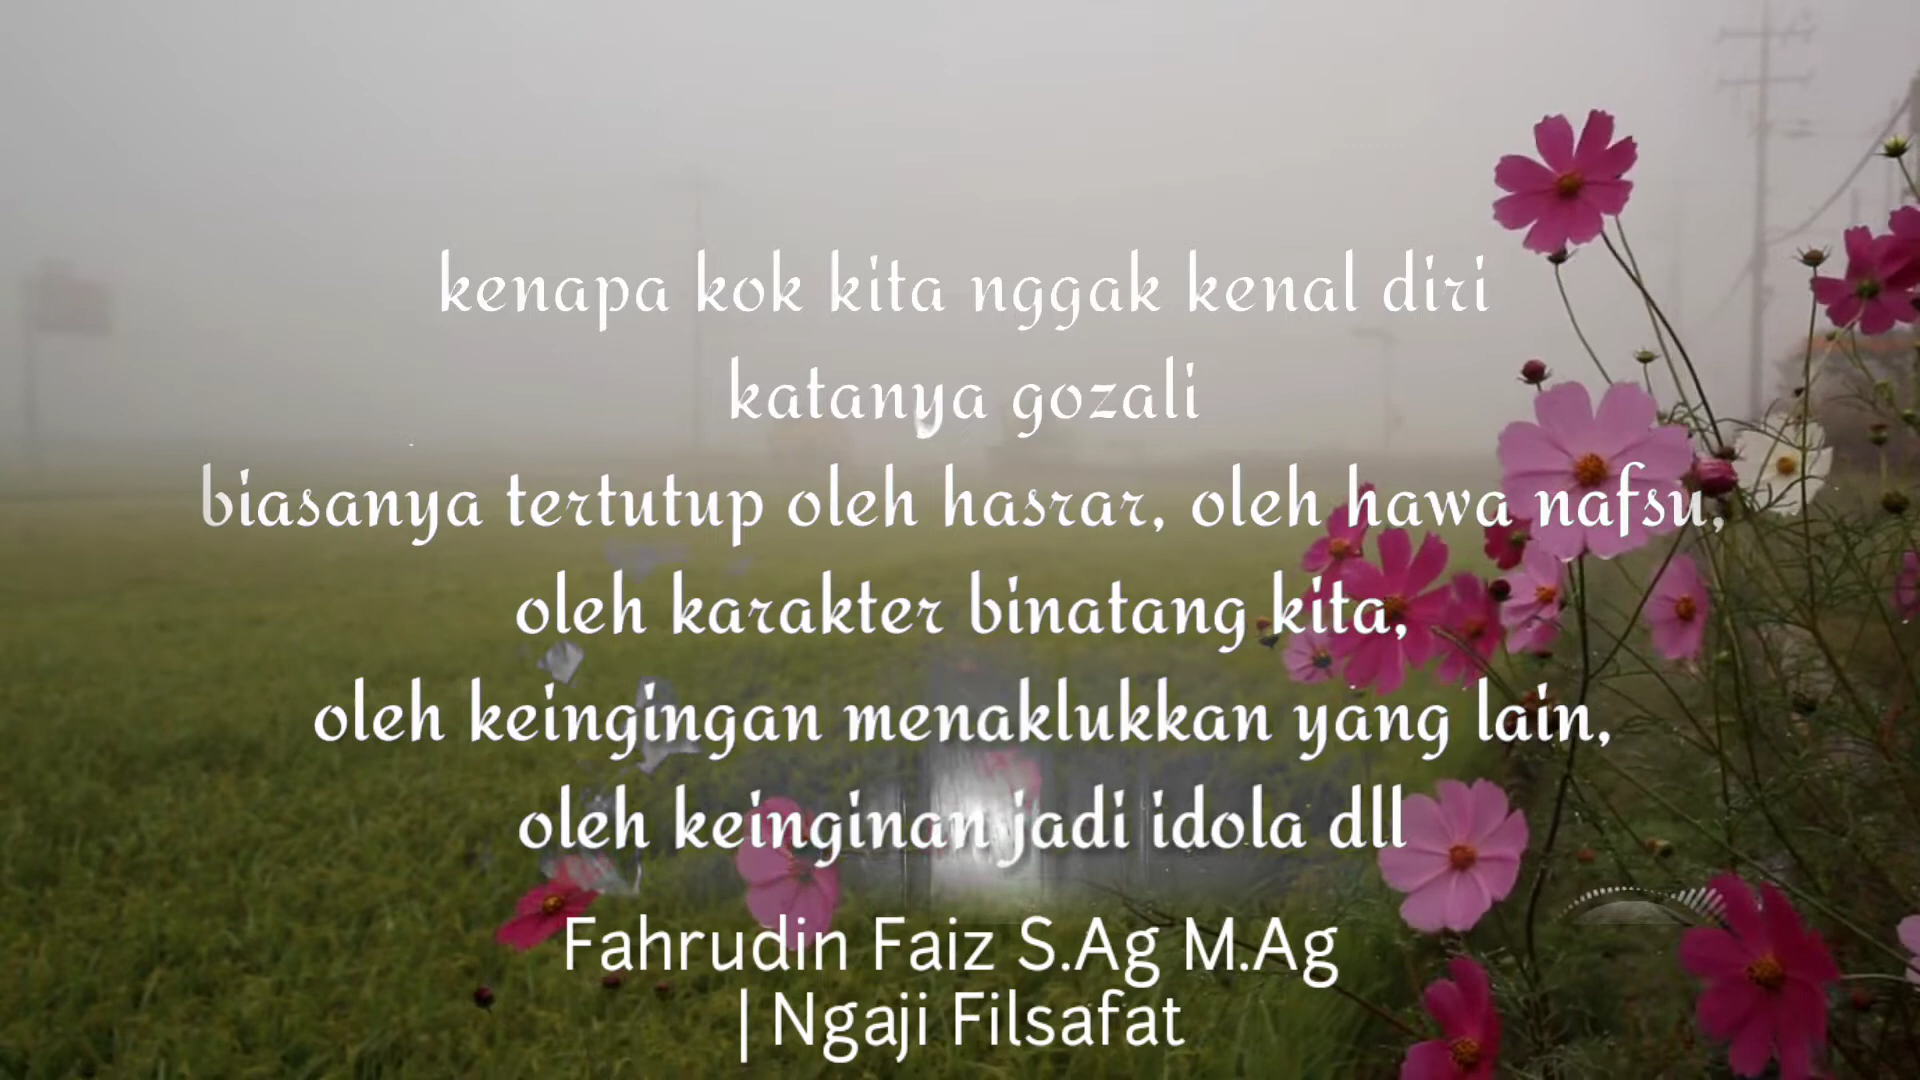 kenapa kok kita nggak kenal diri
katanya gozali
biasanya tertutup oleh hasrar, oleh hawa nafsu,
oleh karakter binatang kita,
oleh keingingan menaklukkan yang lain,
oleh keinginan jadi idola dll
Fahrudin Faiz S.Ag M.Ag
| Ngaji Filsafat